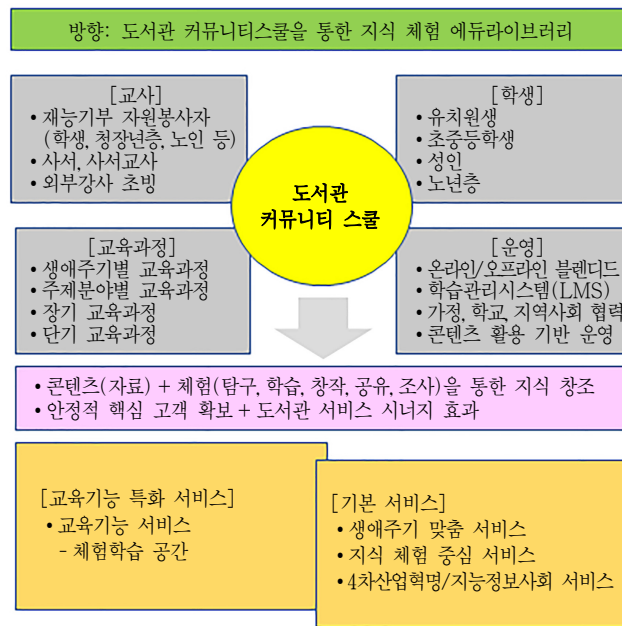 방향: 도서관 커뮤니티스쿨을 통한 지식 체험 에듀라이브러리
[교사]
• 재능기부 자원봉사자
(학생, 청장년층, 노인 등)
• 사서, 사서교사
• 외부강사 초빙
[학생]
• 유치원생
• 초중등학생
• 성인
• 노년층
도서관
커뮤니티 스쿨
[교육과정]
• 생애주기별 교육과정
• 주제분야별 교육과정
• 장기 교육과정
• 단기 교육과정
[운영]
• 온라인/오프라인 블렌디드
• 학습관리시스템(LMS)
• 가정, 학교, 지역사회 협력
• 콘텐츠 활용 기반 운영
• 콘텐츠(자료) + 체험(탐구, 학습, 창작, 공유, 조사)을 통한 지식 창조
• 안정적 핵심 고객 확보 + 도서관 서비스 시너지 효과
[교육기능 특화 서비스]
• 교육기능 서비스
- 체험학습 공간
[기본 서비스]
• 생애주기 맞춤 서비스
• 지식 체험 중심 서비스
• 4차산업혁명/지능정보사회 서비스